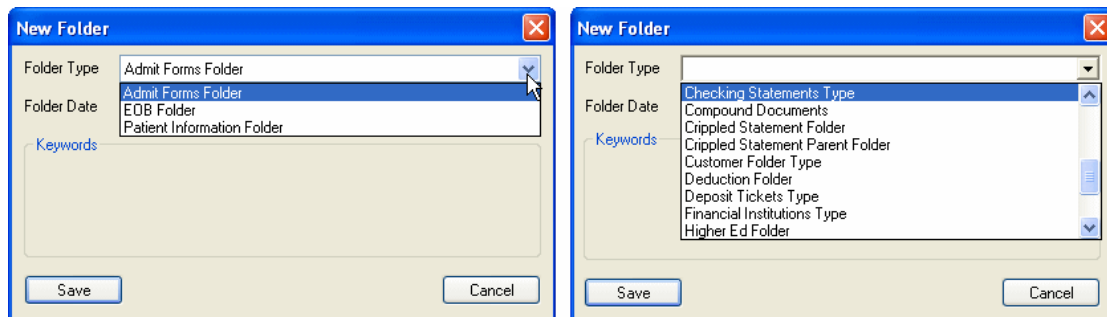 New Folder
Folder Type
Admit Forms Folder
Admit Forms Folder
EOB Folder
Patient Information Folder
Folder Date
Keywords
Save
Cancel
New Folder
Folder Type
Checking Statements Type
Compound Documents
Crippled Statement Folder
Crippled Statement Parent Folder
Customer Folder Type
Deduction Folder
Deposit Tickets Type
Financial Institutions Type
Higher Ed Folder
Folder Date
Keywords
Save
Cancel